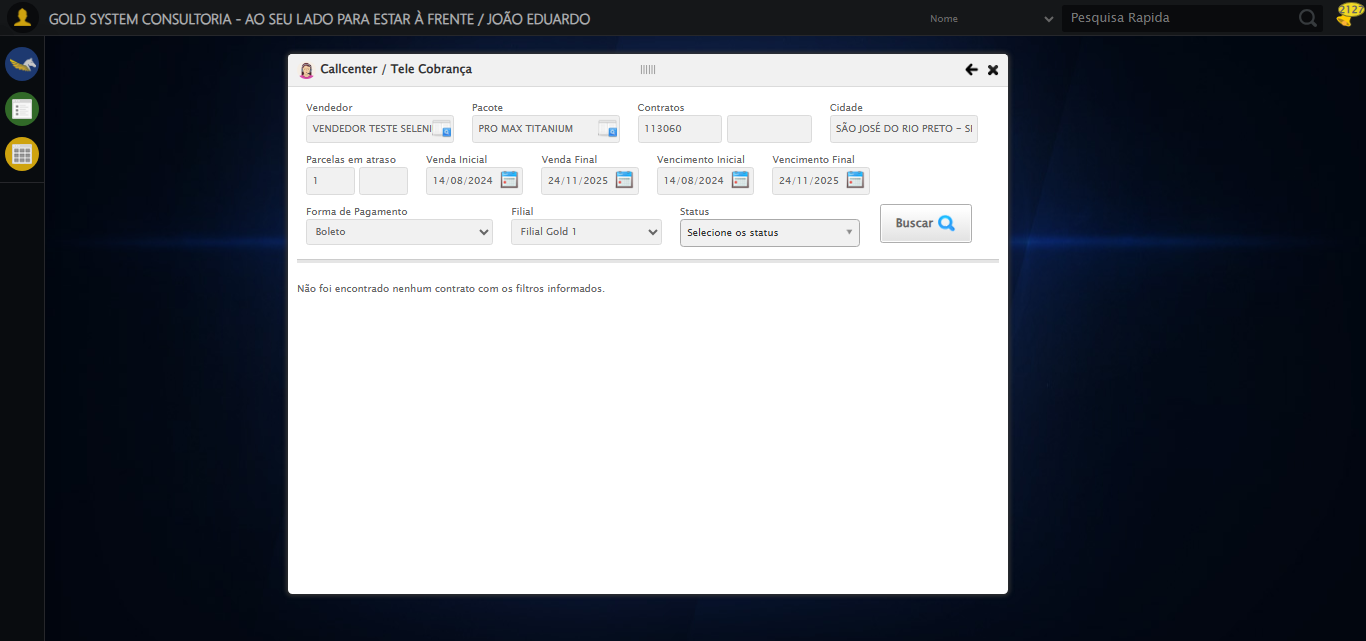 GOLD SYSTEM CONSULTORIA - AO SEU LADO PARA ESTAR À FRENTE / JOÃO EDUARDO
Nome
Pesquisa Rapida
2127
Callcenter / Tele Cobrança
Vendedor Pacote Contratos Cidade
VENDEDOR TESTE SELENI PRO MAX TITANIUM 113060 SÃO JOSÉ DO RIO PRETO - S
Parcelas em atraso Venda Inicial Venda Final Vencimento Inicial Vencimento Final
1 14/08/2024 24/11/2025 14/08/2024 24/11/2025
Forma de Pagamento Filial Status
Boleto Filial Gold 1 Selecione os status Buscar
Não foi encontrado nenhum contrato com os filtros informados.